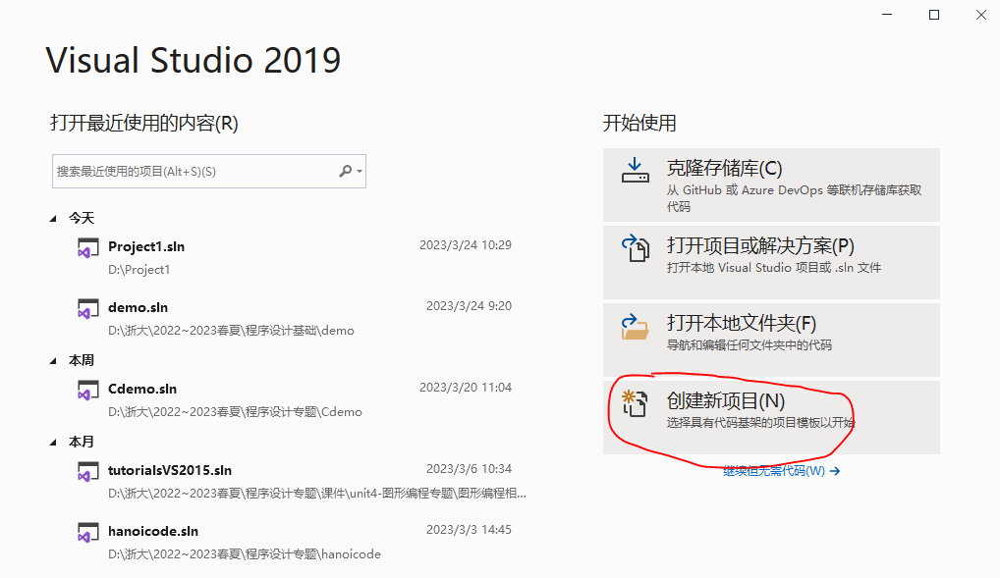 Visual Studio 2019
打开最近使用的内容(R)
搜索最近使用的项目(Alt+S)(S)
今天
Project1.sln
2023/3/24 10:29
D:\Project1
demo.sln
2023/3/24 9:20
D:\浙大\2022~2023春夏\程序设计基础\demo
本周
Cdemo.sln
2023/3/20 11:04
D:\浙大\2022~2023春夏\程序设计专题\Cdemo
本月
tutorialsVS2015.sln
2023/3/6 10:34
D:\浙大\2022~2023春夏\程序设计专题\课件\unit4-图形编程专题\图形编程相...
hanoicode.sln
2023/3/3 14:45
D:\浙大\2022~2023春夏\程序设计专题\hanoicode
开始使用
克隆存储库(C)
从 GitHub 或 Azure DevOps 等联机存储库获取
代码
打开项目或解决方案(P)
打开本地 Visual Studio 项目或 .sln 文件
打开本地文件夹(F)
导航和编辑任何文件夹中的代码
创建新项目(N)
选择具有代码基架的项目模板以开始
继续但无需代码(W) →